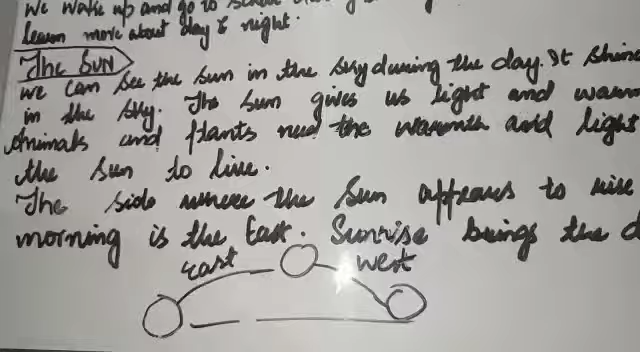 We wake up and go to school
learn more about day & night.
The Sun
we can see the sun in the sky during the day. It shin
in the sky. The Sun gives us light and warm
Animals and plants need the warmth and light
the sun to live.
The side where the Sun appears to rise
morning is the East. Sunrise brings the d
east west